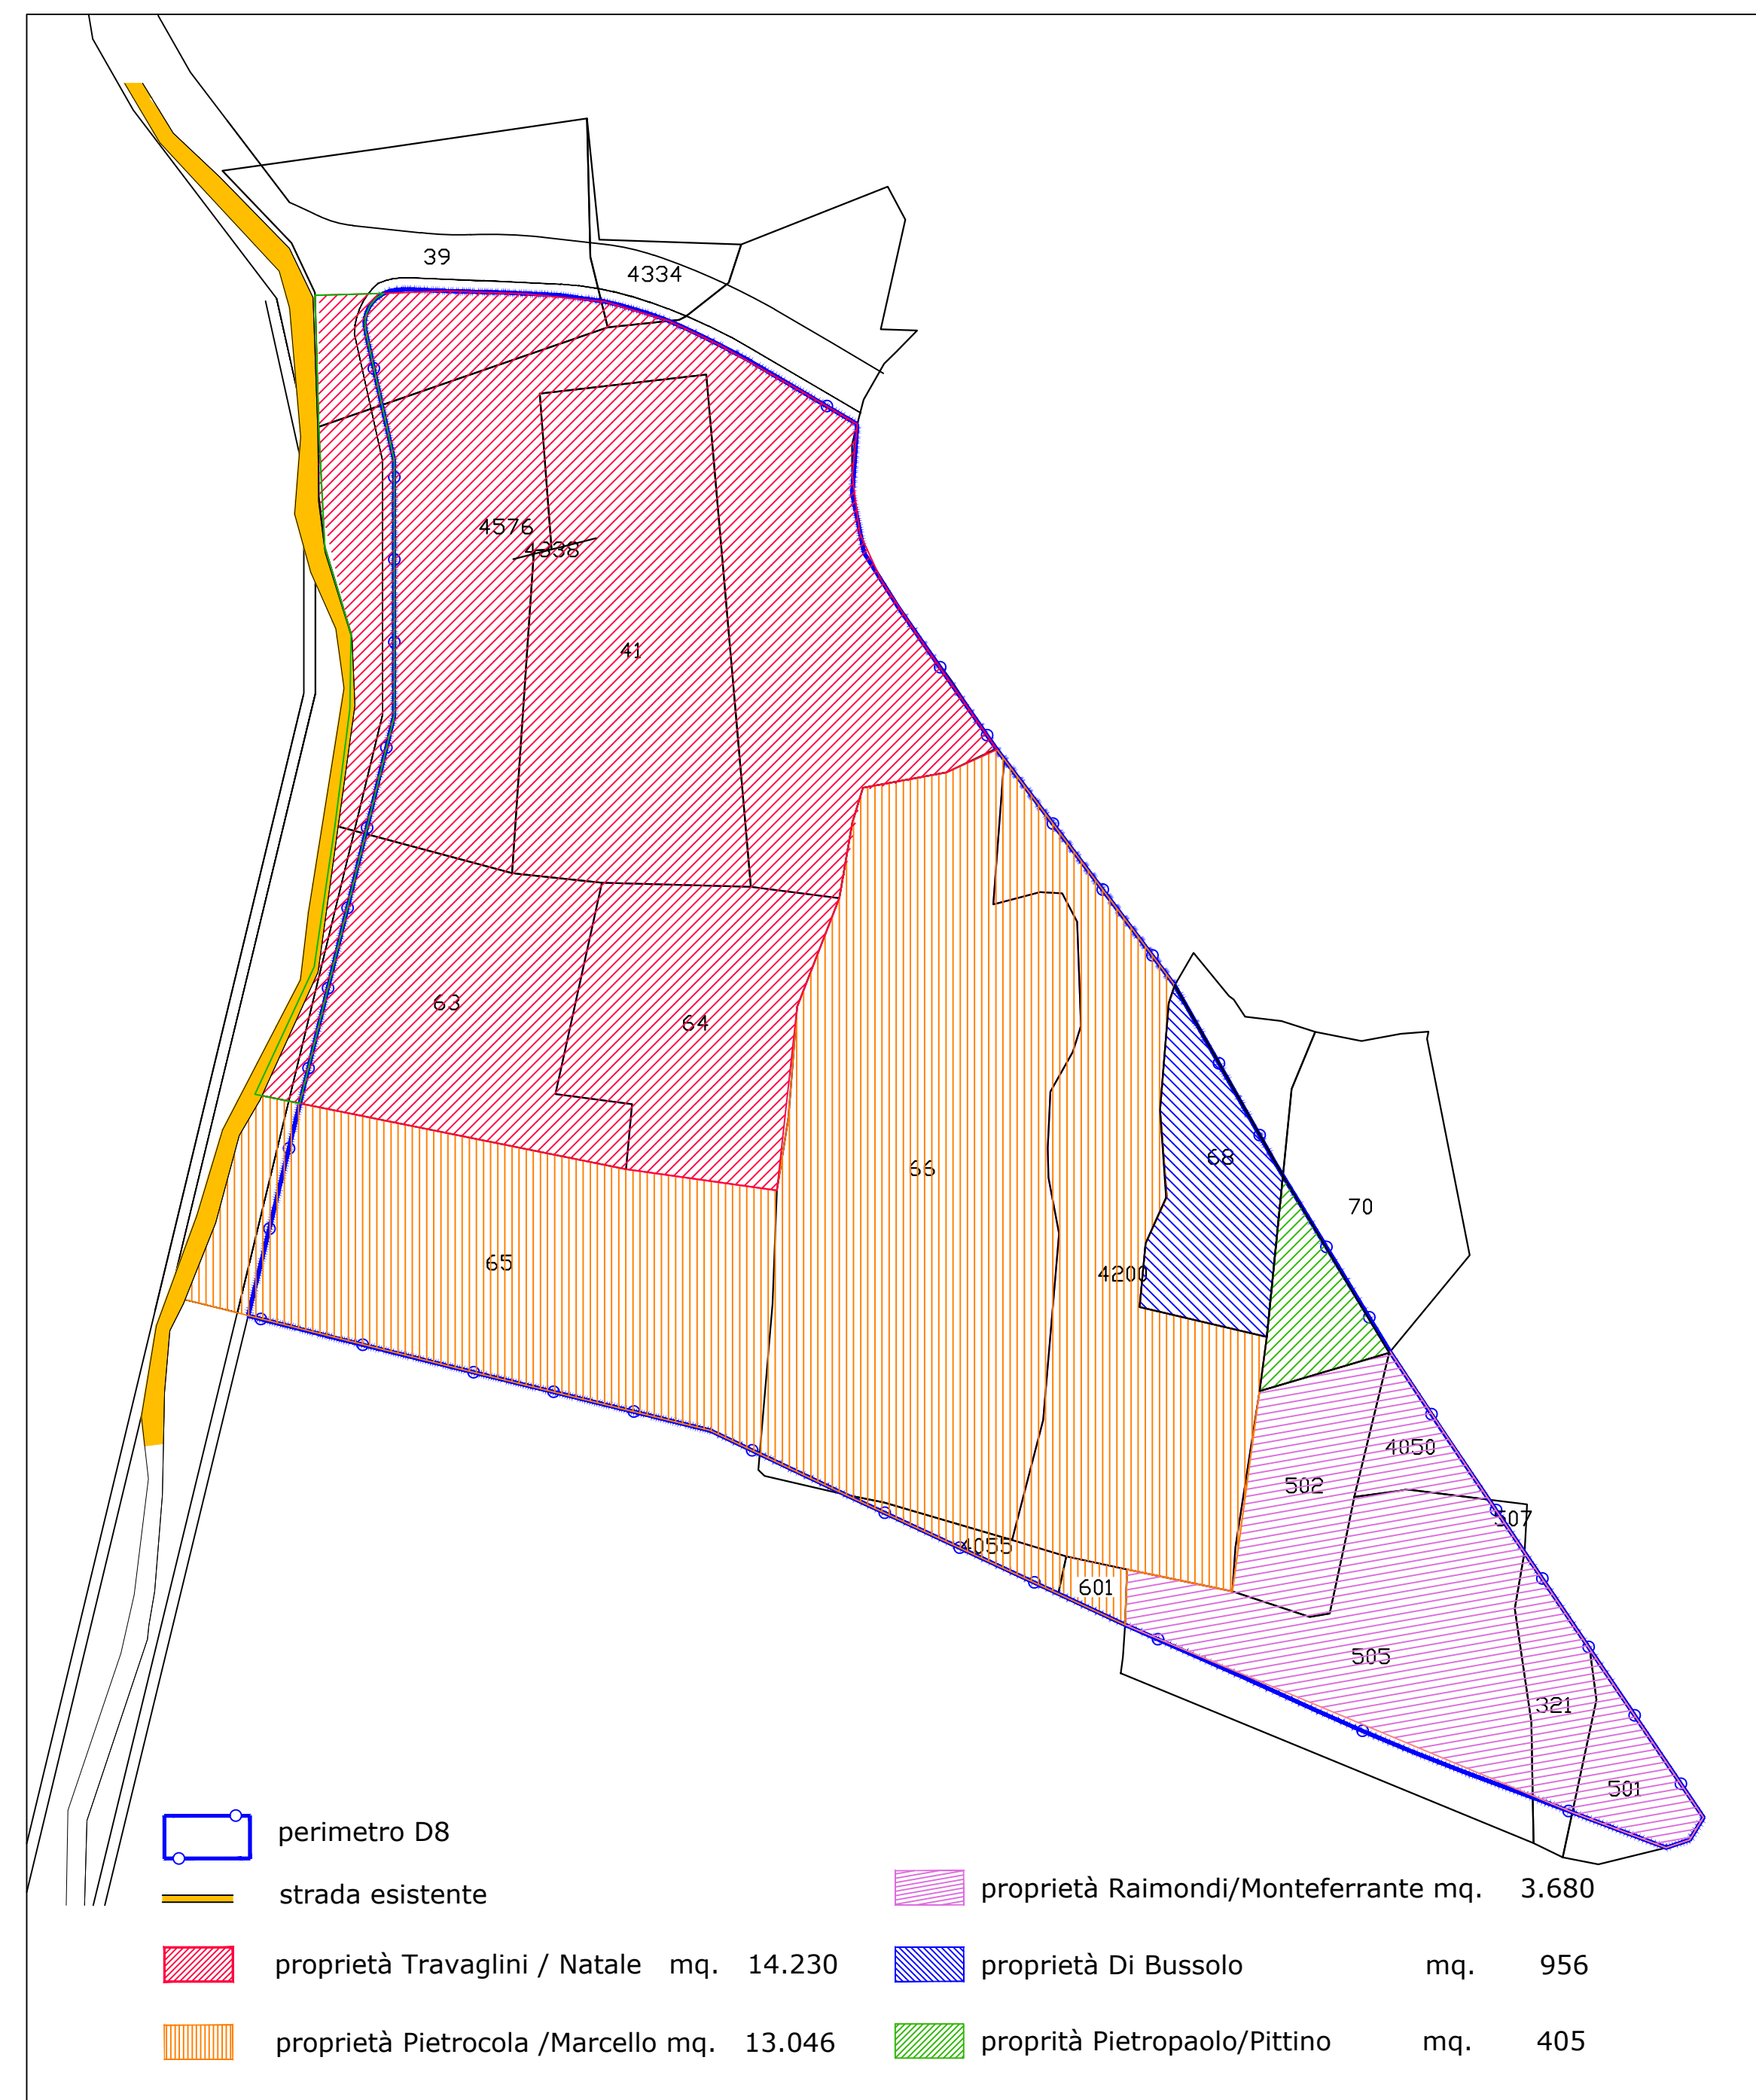 39
4334
4576
4338
41
63
64
66
68
70
65
4200
4050
502
507
4055
601
505
321
501
perimetro D8
strada esistente
proprietà Raimondi/Monteferrante mq. 3.680
proprietà Travaglini / Natale mq. 14.230
proprietà Di Bussolo mq. 956
proprietà Pietrocola /Marcello mq. 13.046
proprità Pietropaolo/Pittino mq. 405